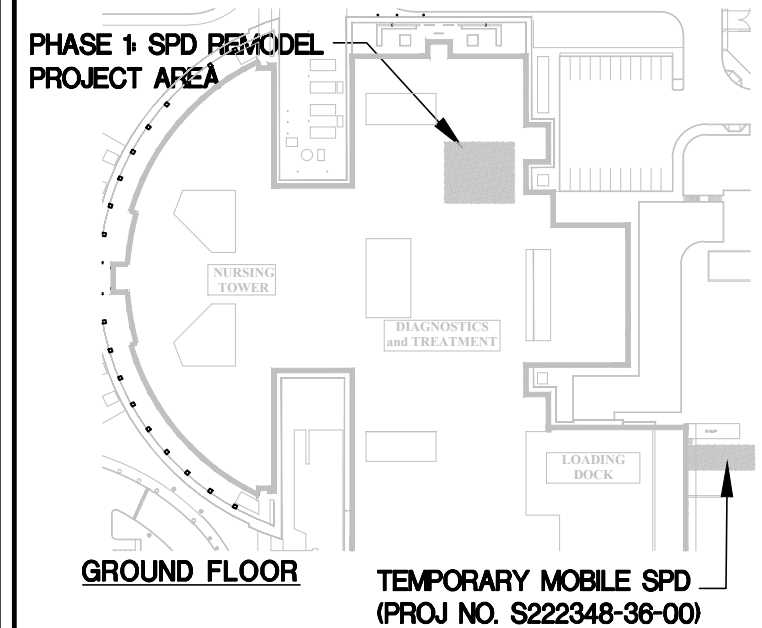 PHASE 1: SPD REMODEL
PROJECT AREA
NURSING
TOWER
DIAGNOSTICS
and TREATMENT
LOADING
DOCK
RAMP
GROUND FLOOR
TEMPORARY MOBILE SPD
(PROJ NO. S222348-36-00)